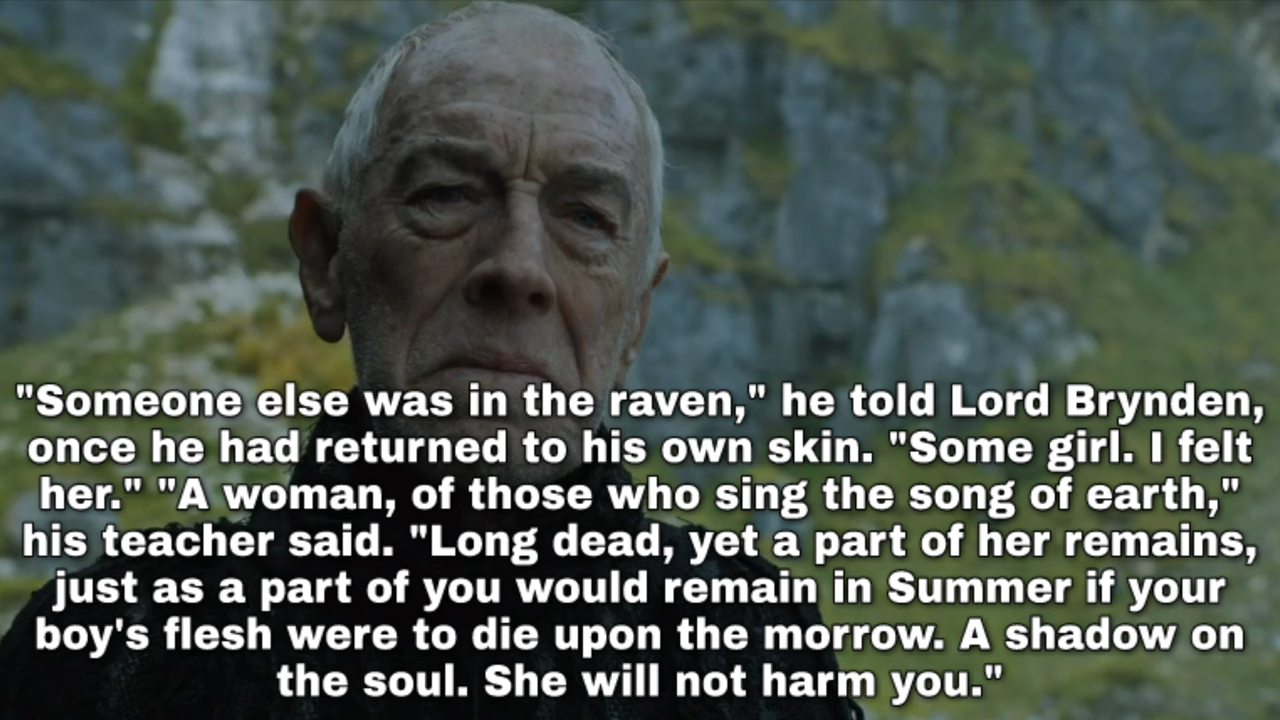 "Someone else was in the raven," he told Lord Brynden,
once he had returned to his own skin. "Some girl. I felt
her." "A woman, of those who sing the song of earth,"
his teacher said. "Long dead, yet a part of her remains,
just as a part of you would remain in Summer if your
boy's flesh were to die upon the morrow. A shadow on
the soul. She will not harm you."